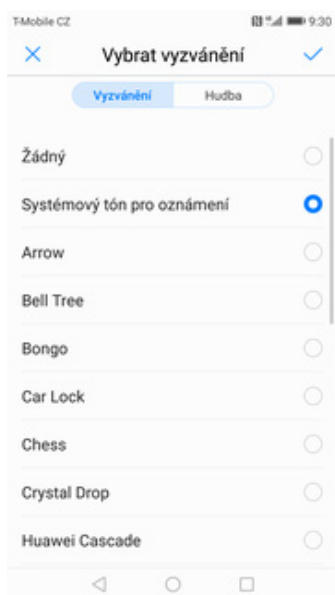 T-Mobile CZ 9:30
Vybrat vyzvánění
Vyzvánění Hudba
Žádný
Systémový tón pro oznámení
Arrow
Bell Tree
Bongo
Car Lock
Chess
Crystal Drop
Huawei Cascade